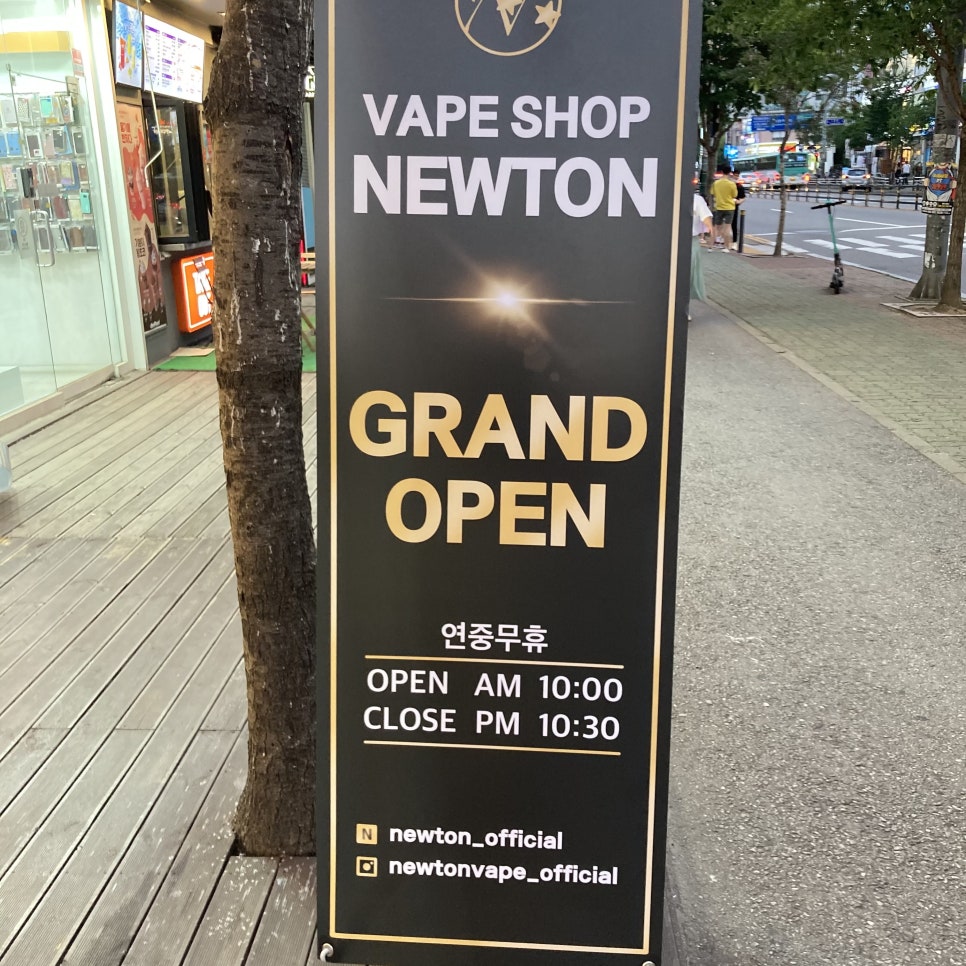 VAPE SHOP
NEWTON
GRAND
OPEN
연중무휴
OPEN AM 10:00
CLOSE PM 10:30
N newton_official
newtonvape_official